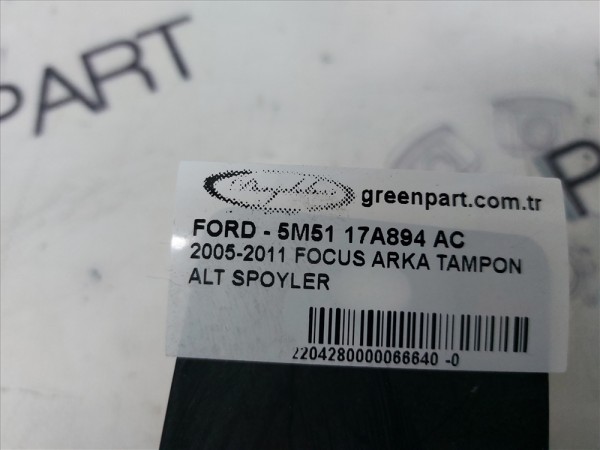 PART
P
greenpart.com.tr
FORD - 5M51 17A894 AC
2005-2011 FOCUS ARKA TAMPON
ALT SPOYLER
2204280000066640 -0